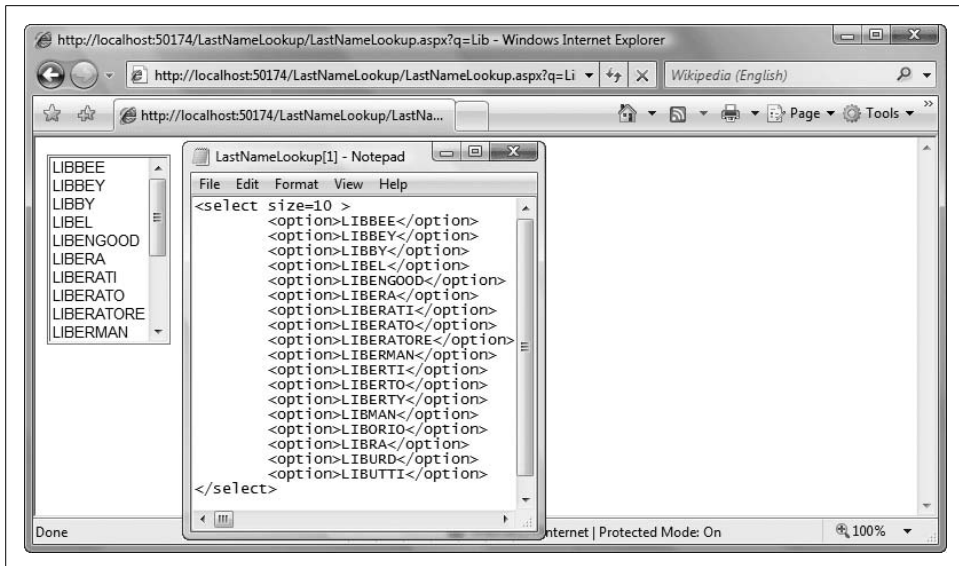 http://localhost:50174/LastNameLookup/LastNameLookup.aspx?q=Lib - Windows Internet Explorer
http://localhost:50174/LastNameLookup/LastNameLookup.aspx?q=Li
Wikipedia (English)
http://localhost:50174/LastNameLookup/LastNa...
Page
Tools
»
LIBBEE
LIBBEY
LIBBY
LIBEL
LIBENGOOD
LIBERA
LIBERATI
LIBERATO
LIBERATORE
LIBERMAN
LastNameLookup[1] - Notepad
File Edit Format View Help
<select size=10 >
<option>LIBBEE</option>
<option>LIBBEY</option>
<option>LIBBY</option>
<option>LIBEL</option>
<option>LIBENGOOD</option>
<option>LIBERA</option>
<option>LIBERATI</option>
<option>LIBERATO</option>
<option>LIBERATORE</option>
<option>LIBERMAN</option>
<option>LIBERTI</option>
<option>LIBERTO</option>
<option>LIBERTY</option>
<option>LIBMAN</option>
<option>LIBORIO</option>
<option>LIBRA</option>
<option>LIBURD</option>
<option>LIBUTTI</option>
</select>
Done
nternet | Protected Mode: On
100%